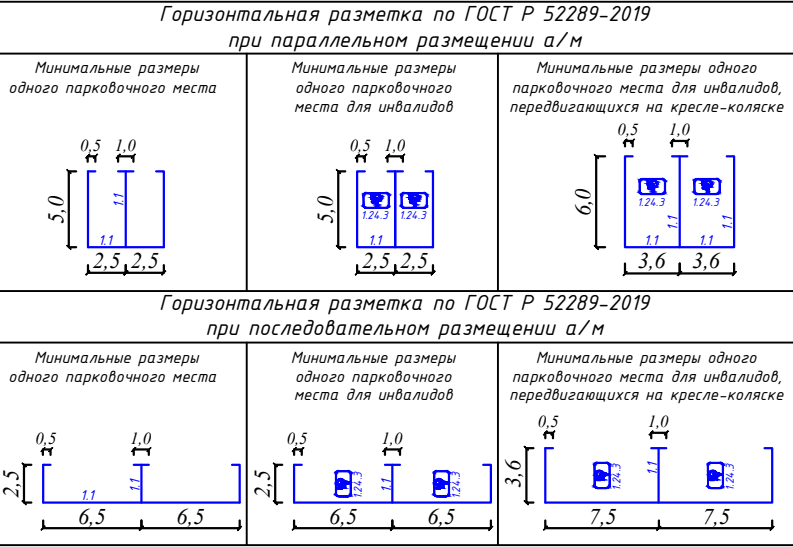 Горизонтальная разметка по ГОСТ Р 52289-2019
при параллельном размещении а/м
Минимальные размеры
одного парковочного места
0,5 1,0
5,0
1.1
1.1
2,5 2,5
Минимальные размеры
одного парковочного
места для инвалидов
0,5 1,0
5,0
1.24.3 1.24.3
1.1
2,5 2,5
Минимальные размеры одного
парковочного места для инвалидов,
передвигающихся на кресле-коляске
0,5 1,0
6,0
1.24.3 1.24.3
1.1 1.1
1.1 1.1
3,6 3,6
Горизонтальная разметка по ГОСТ Р 52289-2019
при последовательном размещении а/м
Минимальные размеры
одного парковочного места
0,5 1,0
2,5
1.1 1.1
6,5 6,5
Минимальные размеры
одного парковочного
места для инвалидов
0,5 1,0
2,5
1.24.3 1.1 1.24.3
6,5 6,5
Минимальные размеры одного
парковочного места для инвалидов,
передвигающихся на кресле-коляске
0,5 1,0
3,6
1.24.3 1.1 1.24.3
7,5 7,5